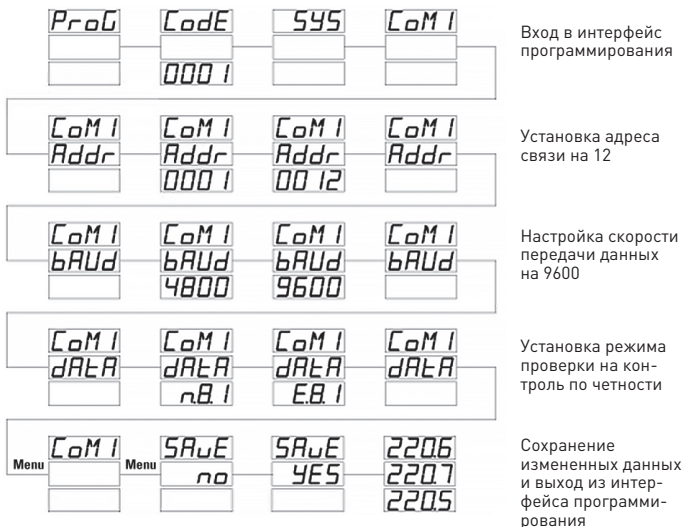 ProG CodE SYS CoM1
0001
Вход в интерфейс
программирования
CoM1 CoM1 CoM1 CoM1
Addr Addr Addr Addr
0001 0012
Установка адреса
связи на 12
CoM1 CoM1 CoM1 CoM1
bAUd bAUd bAUd bAUd
4800 9600
Настройка скорости
передачи данных
на 9600
CoM1 CoM1 CoM1 CoM1
dAtA dAtA dAtA dAtA
n.8.1 E.8.1
Установка режима
проверки на кон-
троль по четности
CoM1 SAvE SAvE 220.6
Menu Menu no YES 220.7
220.5
Сохранение
измененных данных
и выход из интер-
фейса программи-
рования